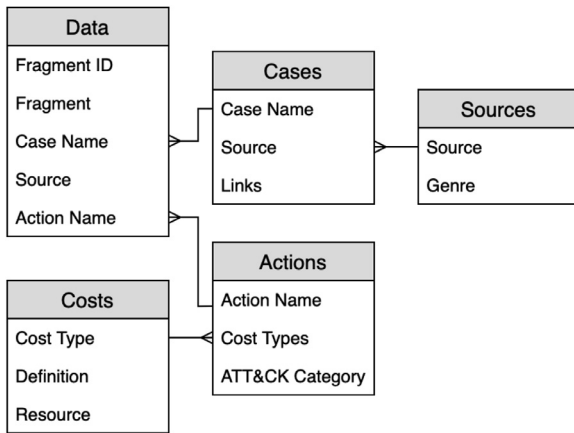 Data
Fragment ID
Fragment
Case Name
Source
Action Name
Cases
Case Name
Source
Links
Sources
Source
Genre
Costs
Cost Type
Definition
Resource
Actions
Action Name
Cost Types
ATT&CK Category